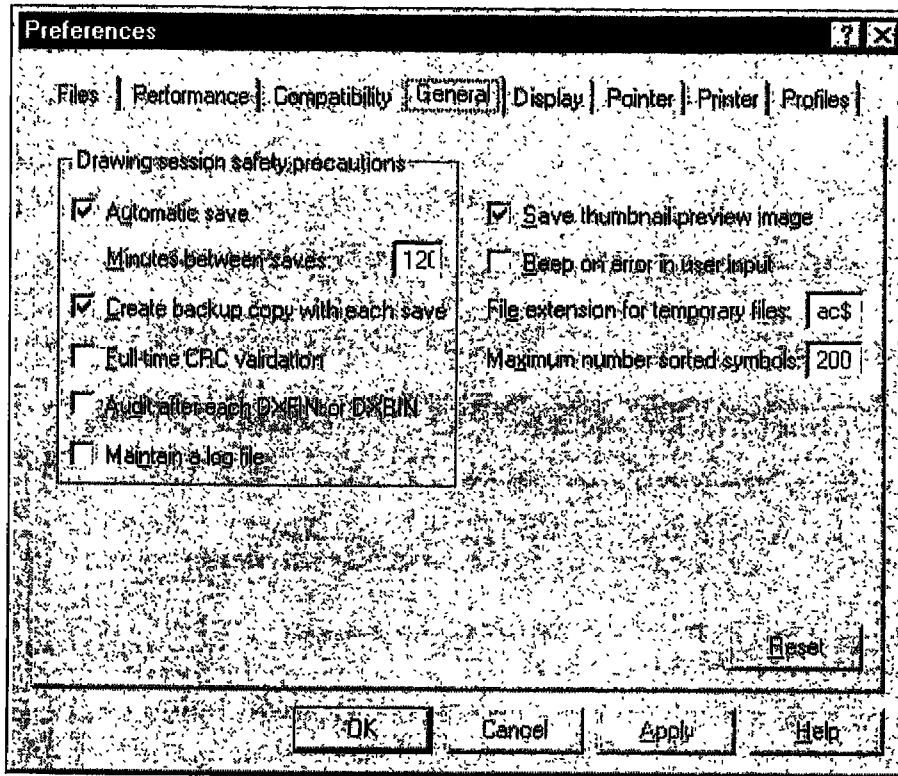 Preferences
Files Performance Compatibility General Display Pointer Printer Profiles
Drawing session safety precautions
Automatic save
Minutes between saves: 120
Create backup copy with each save
Full-time CRC validation
Audit after each DXFIN or DXBIN
Maintain a log file
Save thumbnail preview image
Beep on error in user input
File extension for temporary files: ac$
Maximum number sorted symbols: 200
Reset
OK Cancel Apply Help